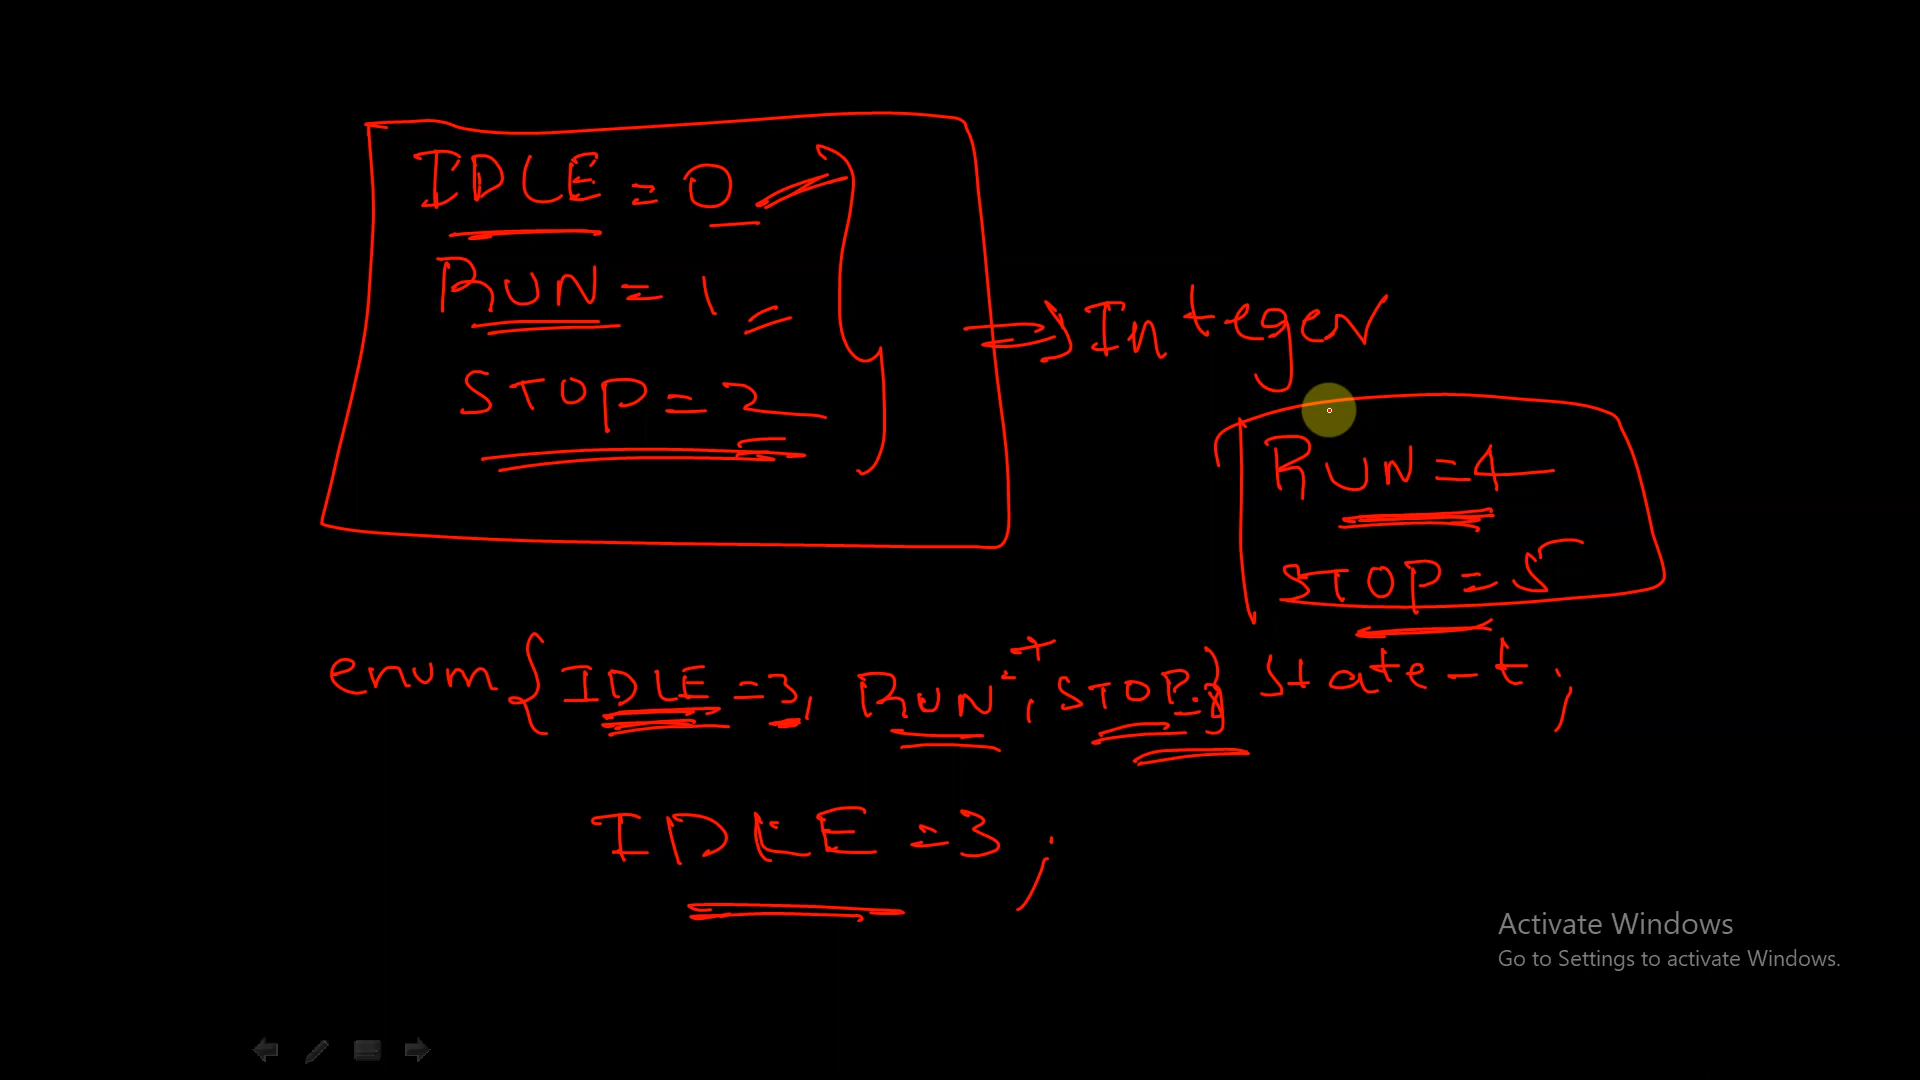 IDLE = 0
RUN = 1
STOP = 2
Integer
RUN = 4
STOP = 5
enum { IDLE = 3, RUN, STOP } state_t ;
IDLE = 3 ;
Activate Windows
Go to Settings to activate Windows.